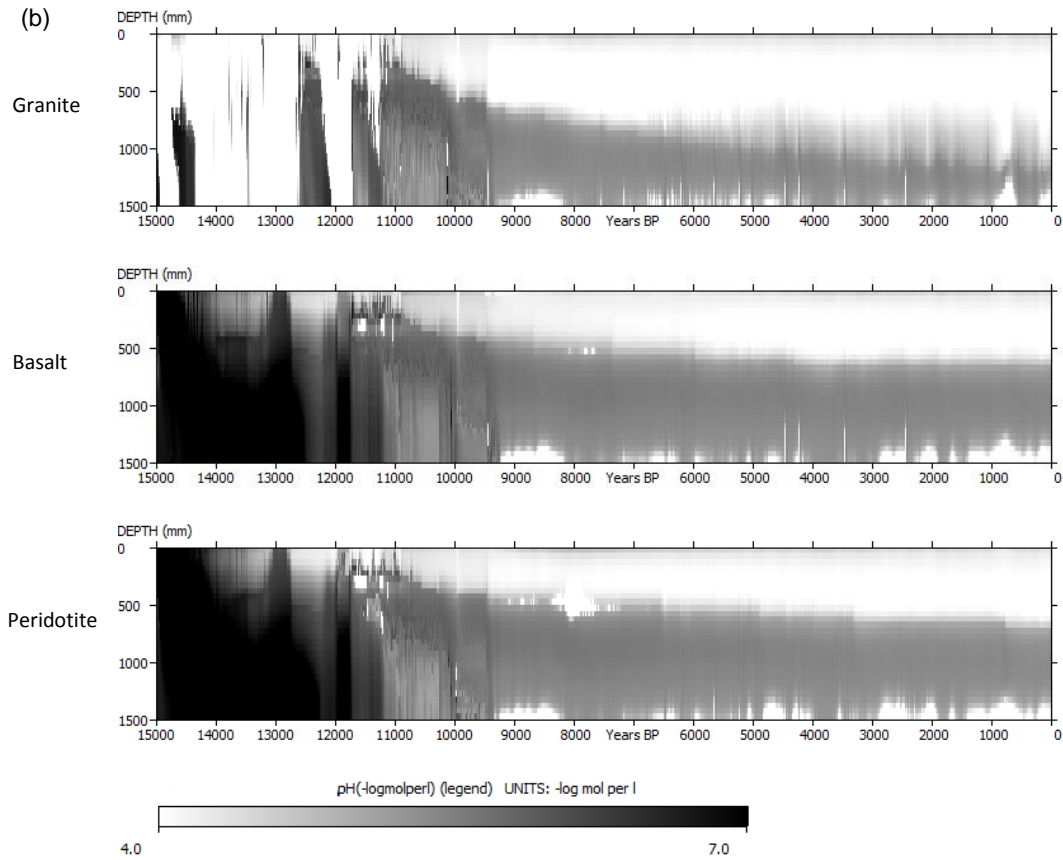 (b)
DEPTH (mm)
0
500
1000
1500
Granite
15000 14000 13000 12000 11000 10000 9000 8000 Years BP 6000 5000 4000 3000 2000 1000 0
DEPTH (mm)
0
500
1000
1500
Basalt
15000 14000 13000 12000 11000 10000 9000 8000 Years BP 6000 5000 4000 3000 2000 1000 0
DEPTH (mm)
0
500
1000
1500
Peridotite
15000 14000 13000 12000 11000 10000 9000 8000 Years BP 6000 5000 4000 3000 2000 1000 0
pH(-logmolperl) (legend) UNITS: -log mol per l
4.0 7.0